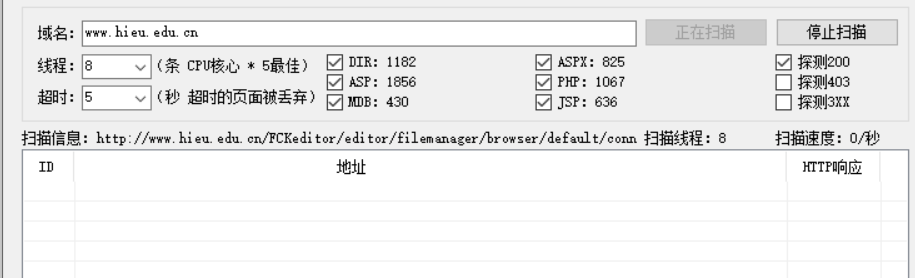 域名: www.hieu.edu.cn 正在扫描 停止扫描
线程: 8 (条 CPU核心 * 5最佳) DIR: 1182 ASPX: 825 探测200
ASP: 1856 PHP: 1067 探测403
超时: 5 (秒 超时的页面被丢弃) MDB: 430 JSP: 636 探测3XX
扫描信息: http://www.hieu.edu.cn/FCKeditor/editor/filemanager/browser/default/conn 扫描线程: 8 扫描速度: 0/秒
ID 地址 HTTP响应